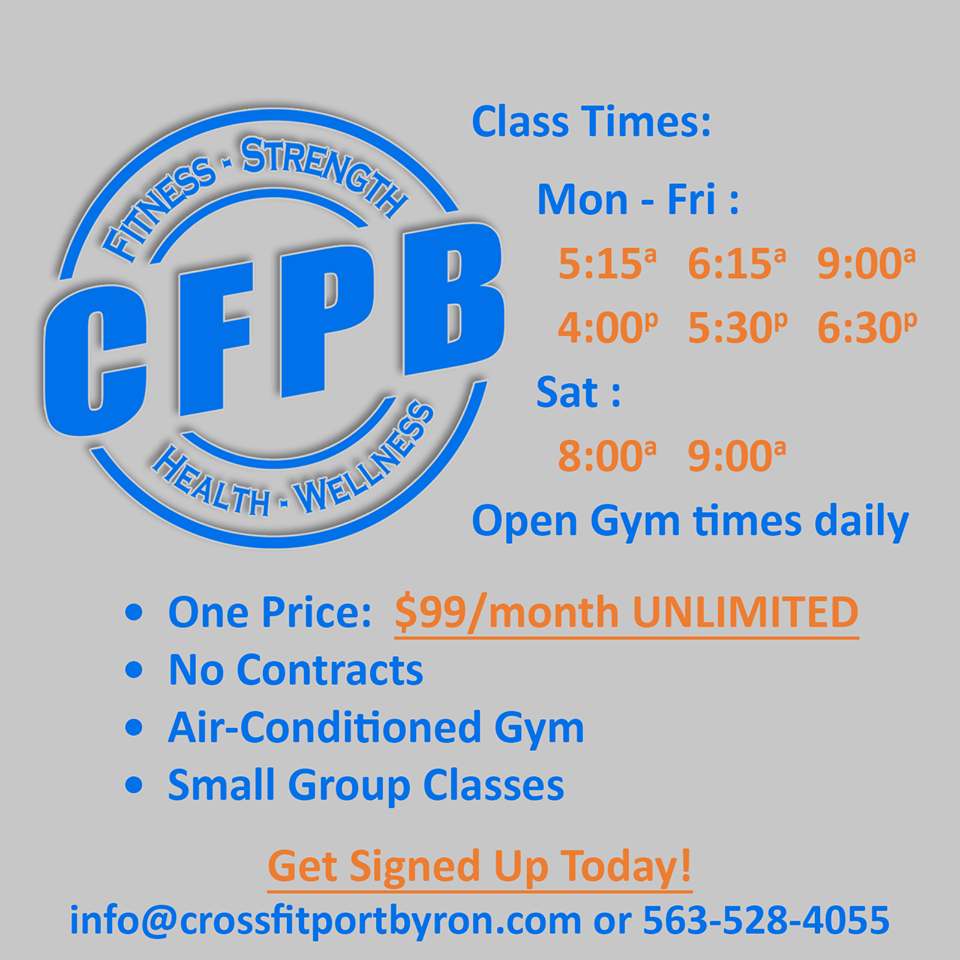 FITNESS · STRENGTH
CFPB
HEALTH · WELLNESS
Class Times:
Mon - Fri :
5:15ª 6:15ª 9:00ª
4:00ᵖ 5:30ᵖ 6:30ᵖ
Sat :
8:00ª 9:00ª
Open Gym times daily
• One Price: $99/month UNLIMITED
• No Contracts
• Air-Conditioned Gym
• Small Group Classes
Get Signed Up Today!
info@crossfitportbyron.com or 563-528-4055